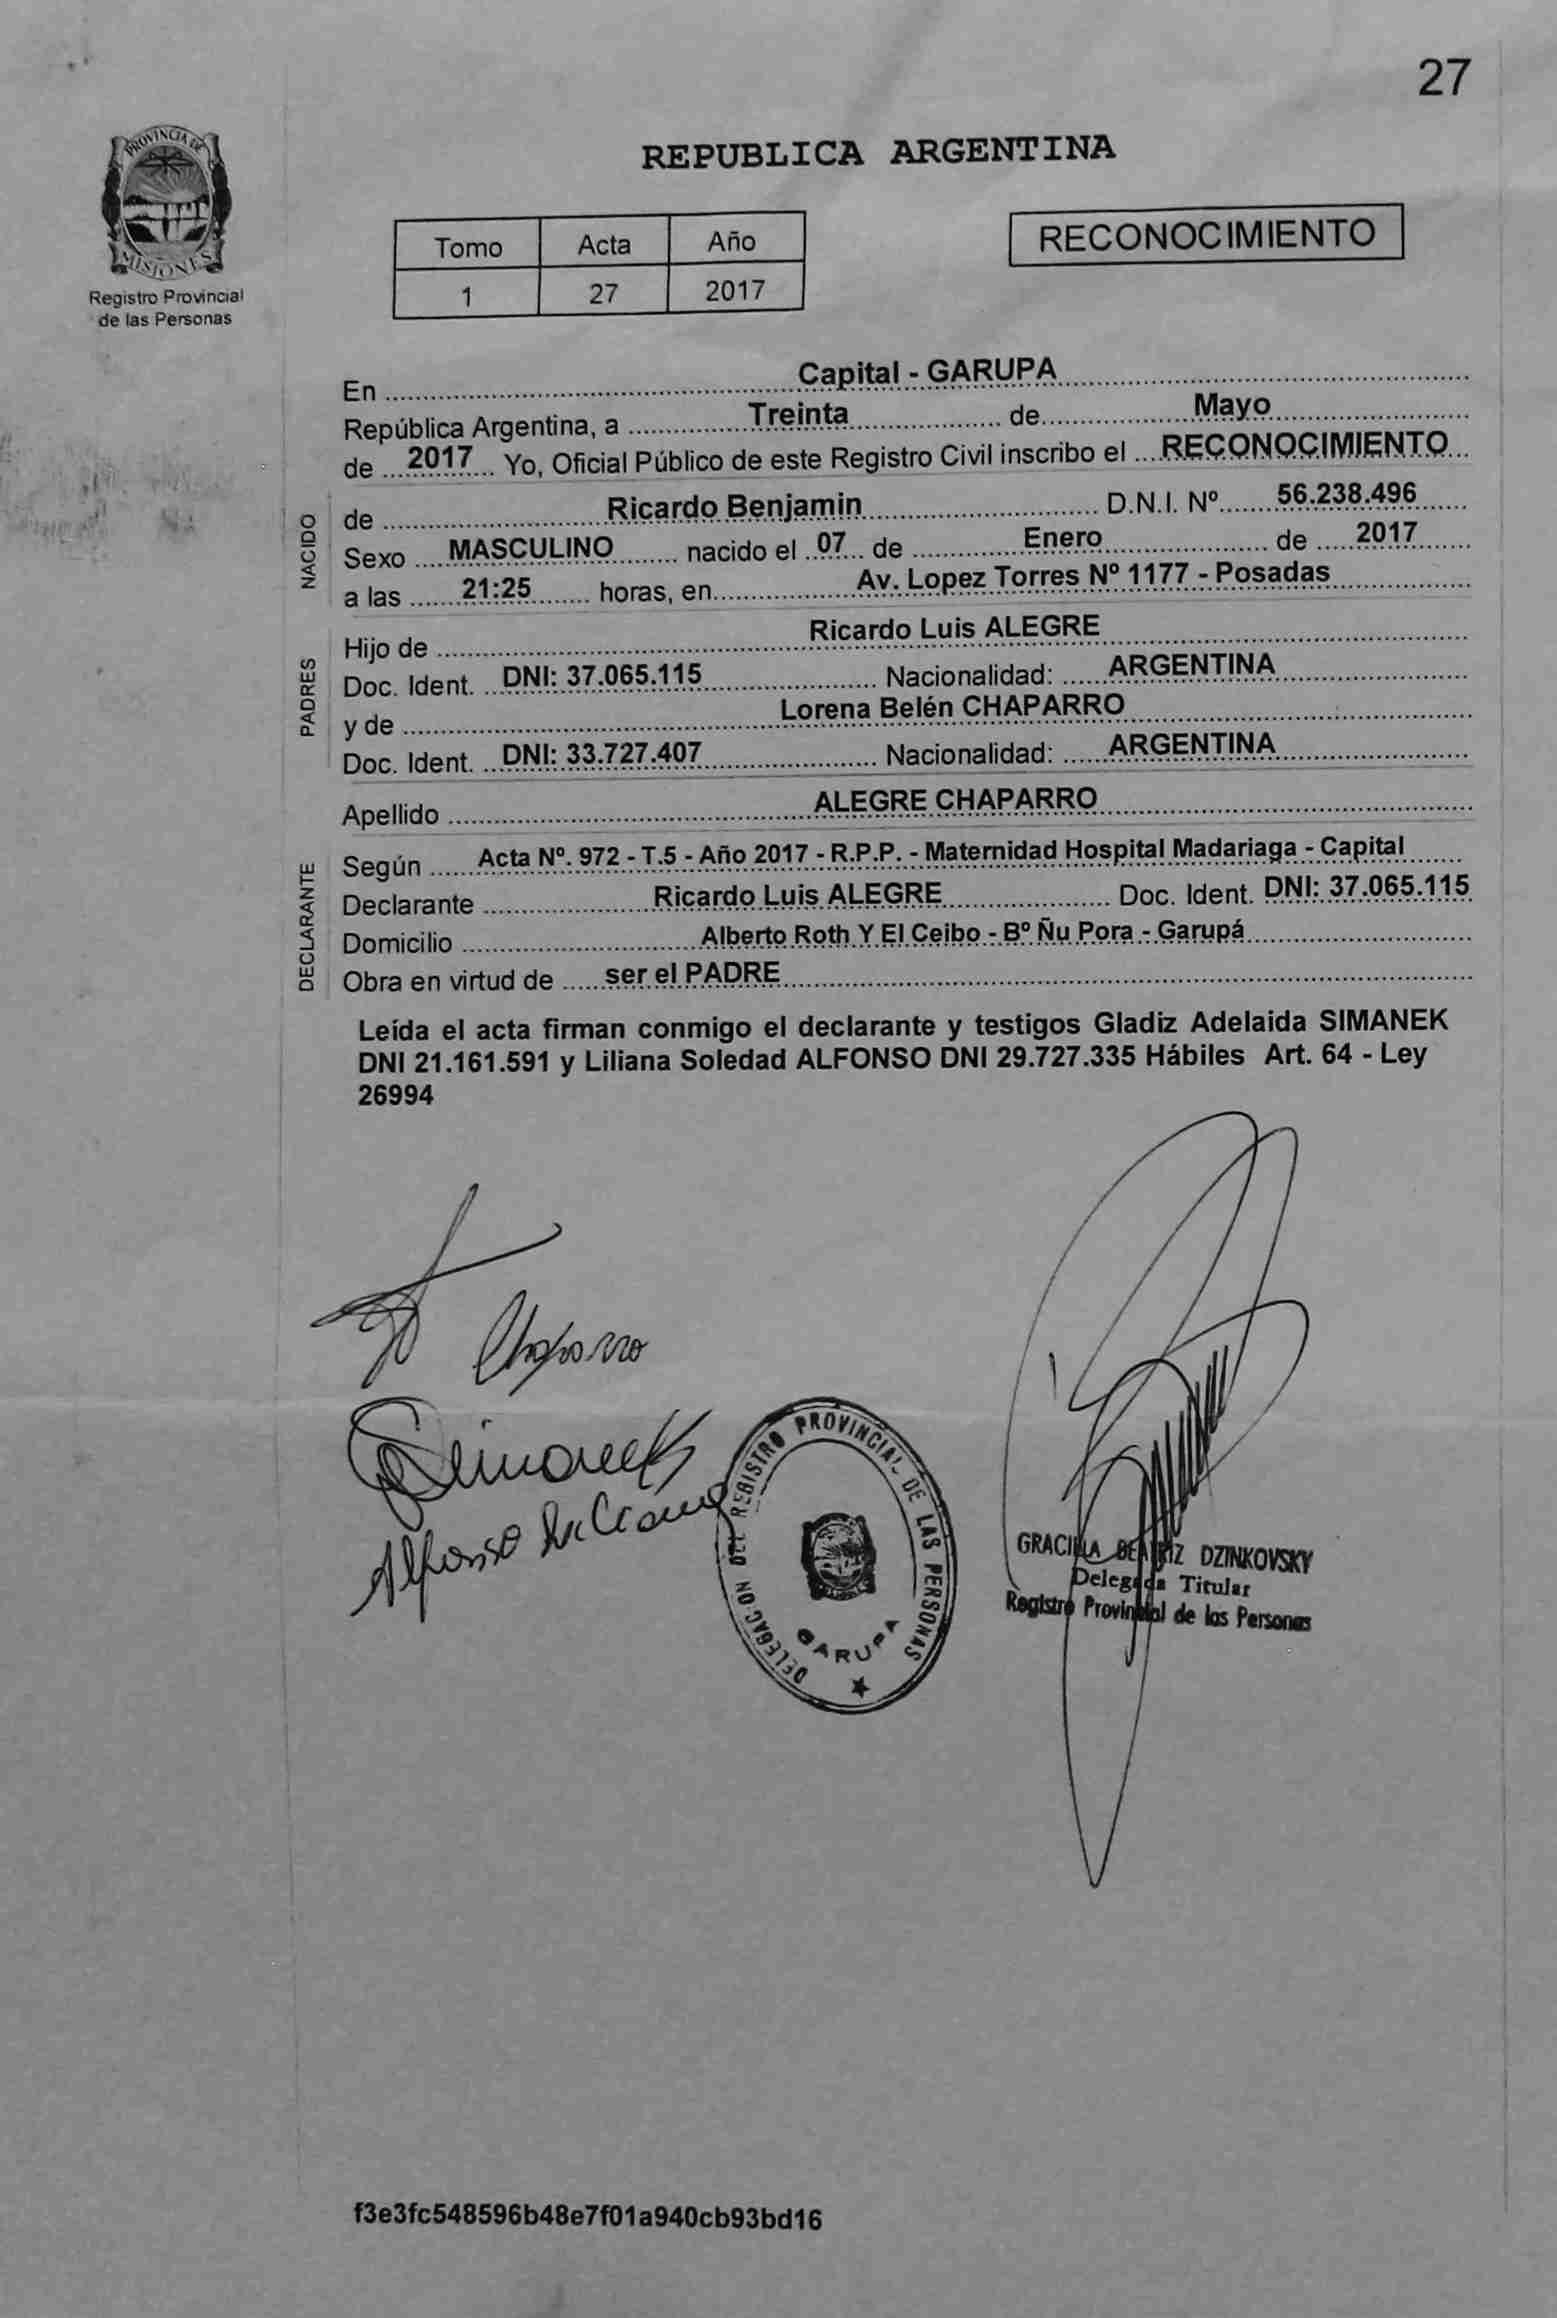 27
PROVINCIA DE
MISIONES
Registro Provincial
de las Personas
REPUBLICA ARGENTINA
Tomo Acta Año
1 27 2017
RECONOCIMIENTO
En Capital - GARUPA
República Argentina, a Treinta de Mayo
de 2017 Yo, Oficial Público de este Registro Civil inscribo el RECONOCIMIENTO
NACIDO
de Ricardo Benjamin D.N.I. Nº 56.238.496
Sexo MASCULINO nacido el 07 de Enero de 2017
a las 21:25 horas, en Av. Lopez Torres Nº 1177 - Posadas
PADRES
Hijo de Ricardo Luis ALEGRE
Doc. Ident. DNI: 37.065.115 Nacionalidad: ARGENTINA
y de Lorena Belén CHAPARRO
Doc. Ident. DNI: 33.727.407 Nacionalidad: ARGENTINA
Apellido ALEGRE CHAPARRO
DECLARANTE
Según Acta Nº. 972 - T.5 - Año 2017 - R.P.P. - Maternidad Hospital Madariaga - Capital
Declarante Ricardo Luis ALEGRE Doc. Ident. DNI: 37.065.115
Domicilio Alberto Roth Y El Ceibo - Bº Ñu Pora - Garupá
Obra en virtud de ser el PADRE
Leída el acta firman conmigo el declarante y testigos Gladiz Adelaida SIMANEK
DNI 21.161.591 y Liliana Soledad ALFONSO DNI 29.727.335 Hábiles Art. 64 - Ley
26994
Chaparro
Simanek
Alfonso Liliana
DELEGACION DEL REGISTRO PROVINCIAL DE LAS PERSONAS
GARUPA
GRACIELA BEATRIZ DZINKOVSKY
Delegada Titular
Registro Provincial de las Personas
f3e3fc548596b48e7f01a940cb93bd16